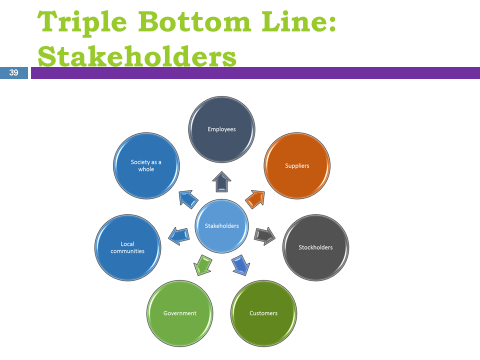 Triple Bottom Line:
Stakeholders
39
Employees
Suppliers
Stockholders
Customers
Government
Local
communities
Society as a
whole
Stakeholders